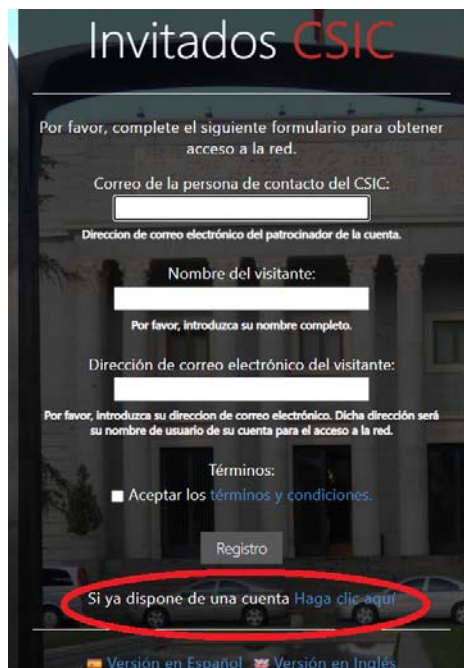 Invitados CSIC
Por favor, complete el siguiente formulario para obtener
acceso a la red.
Correo de la persona de contacto del CSIC:
Direccion de correo electrónico del patrocinador de la cuenta.
Nombre del visitante:
Por favor, introduzca su nombre completo.
Dirección de correo electrónico del visitante:
Por favor, introduzca su direccion de correo electrónico. Dicha dirección será
su nombre de usuario de su cuenta para el acceso a la red.
Términos:
Aceptar los términos y condiciones.
Registro
Si ya dispone de una cuenta Haga clic aquí
Versión en Español Versión en Inglés